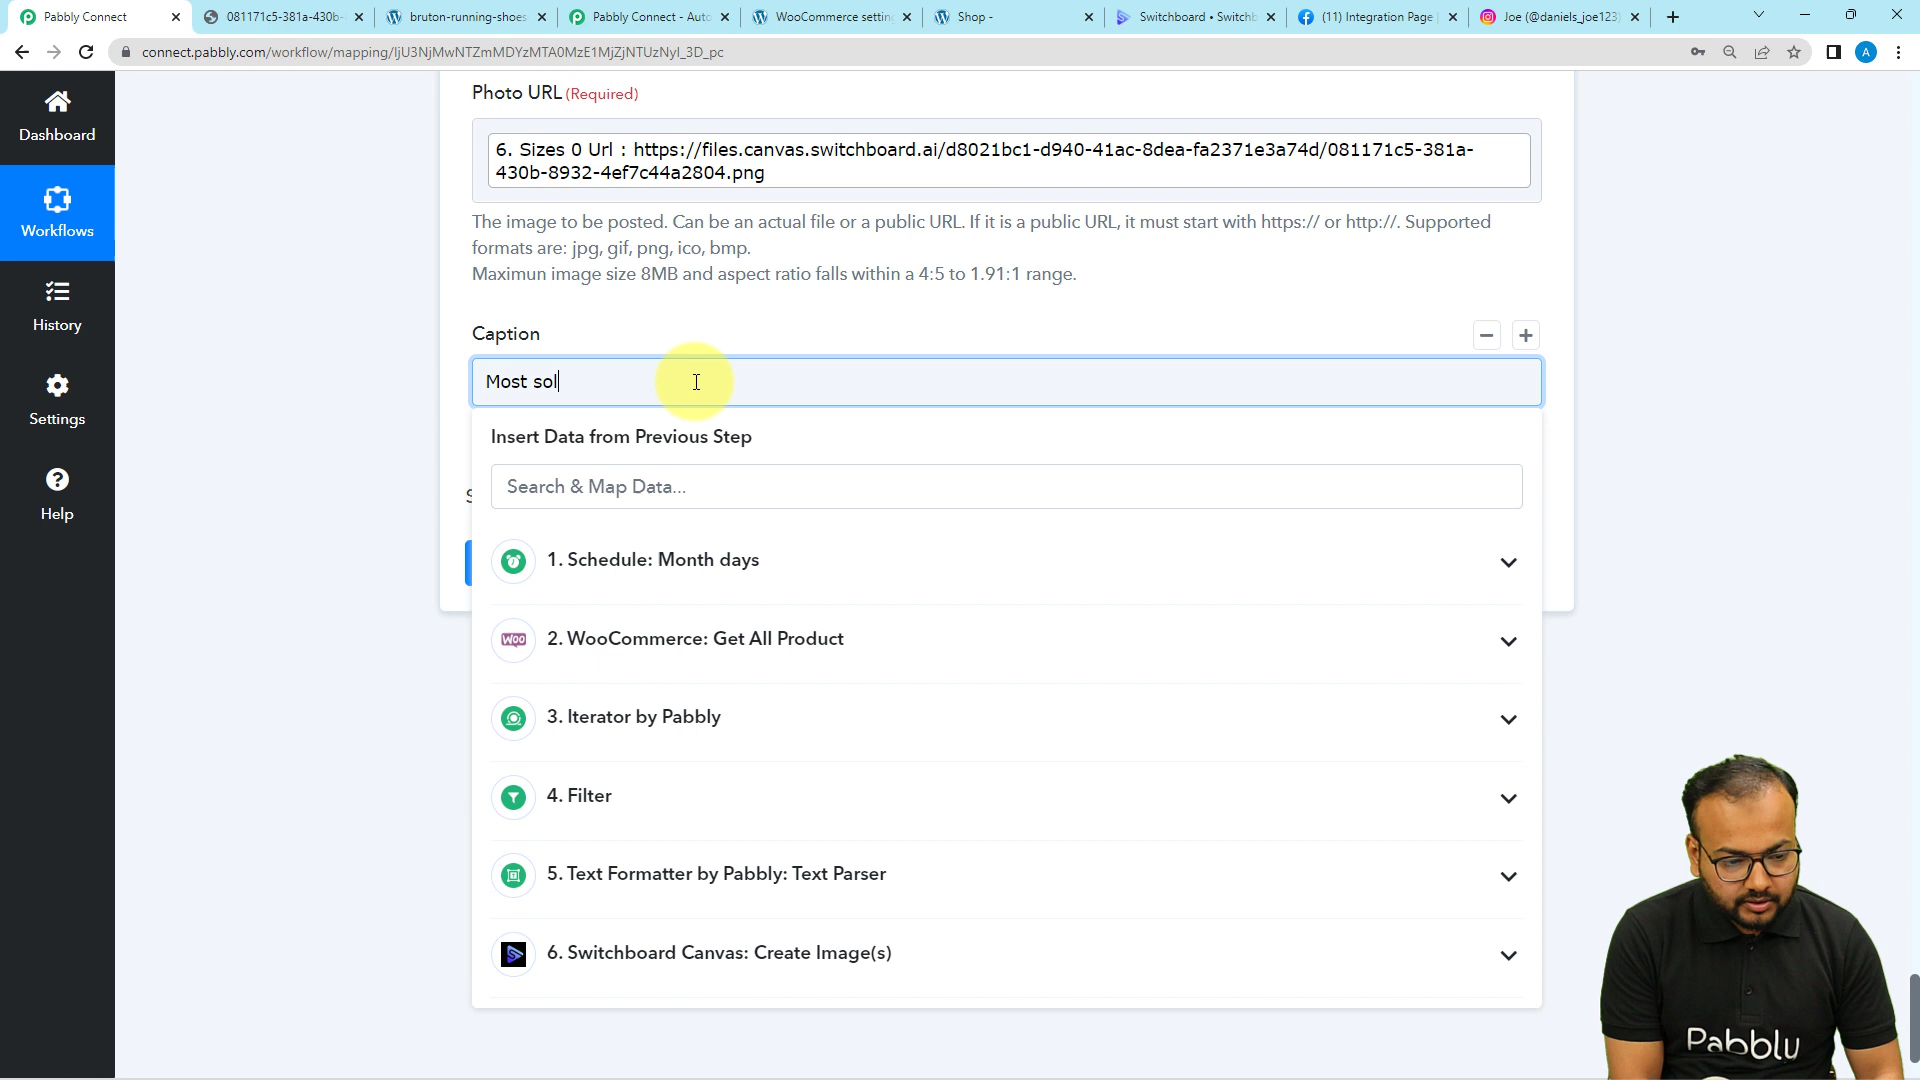 Pabbly Connect
081171c5-381a-430b-
bruton-running-shoes
Pabbly Connect - Auto
WooCommerce settin
Shop -
Switchboard • Switchb
(11) Integration Page
Joe (@daniels_joe123)
connect.pabbly.com/workflow/mapping/IjU3NjMwNTZmMDYzMTA0MzE1MjZjNTUzNyI_3D_pc
A
Dashboard
Workflows
History
Settings
Help
Photo URL (Required)
6. Sizes 0 Url : https://files.canvas.switchboard.ai/d8021bc1-d940-41ac-8dea-fa2371e3a74d/081171c5-381a-
430b-8932-4ef7c44a2804.png
The image to be posted. Can be an actual file or a public URL. If it is a public URL, it must start with https:// or http://. Supported
formats are: jpg, gif, png, ico, bmp.
Maximun image size 8MB and aspect ratio falls within a 4:5 to 1.91:1 range.
Caption
Most sol
Insert Data from Previous Step
Search & Map Data...
1. Schedule: Month days
2. WooCommerce: Get All Product
3. Iterator by Pabbly
4. Filter
5. Text Formatter by Pabbly: Text Parser
6. Switchboard Canvas: Create Image(s)
Pabblu